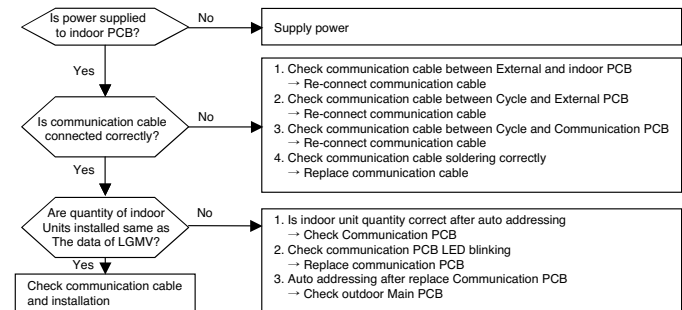 Is power supplied
to indoor PCB?
No
Supply power
Yes
Is communication cable
connected correctly?
No
1. Check communication cable between External and indoor PCB
→ Re-connect communication cable
2. Check communication cable between Cycle and External PCB
→ Re-connect communication cable
3. Check communication cable between Cycle and Communication PCB
→ Re-connect communication cable
4. Check communication cable soldering correctly
→ Replace communication cable
Yes
Are quantity of indoor
Units installed same as
The data of LGMV?
No
1. Is indoor unit quantity correct after auto addressing
→ Check Communication PCB
2. Check communication PCB LED blinking
→ Replace communication PCB
3. Auto addressing after replace Communication PCB
→ Check outdoor Main PCB
Yes
Check communication cable
and installation